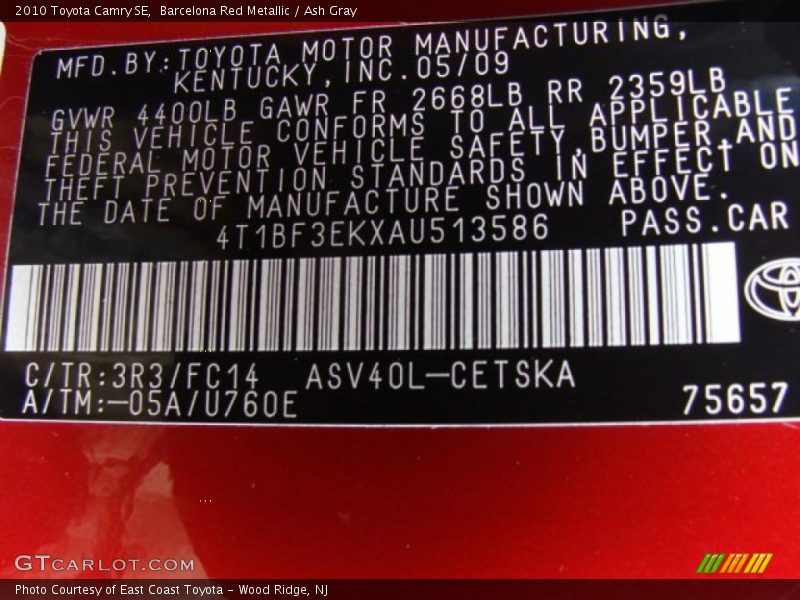 2010 Toyota Camry SE, Barcelona Red Metallic / Ash Gray
MFD. BY: TOYOTA MOTOR MANUFACTURING,
KENTUCKY, INC. 05/09
GVWR 4400LB GAWR FR 2668LB RR 2359LB
THIS VEHICLE CONFORMS TO ALL APPLICABLE
FEDERAL MOTOR VEHICLE SAFETY, BUMPER, AND
THEFT PREVENTION STANDARDS IN EFFECT ON
THE DATE OF MANUFACTURE SHOWN ABOVE.
4T1BF3EKXAU513586 PASS. CAR
C/TR: 3R3/FC14 ASV40L-CETSKA
A/TM:-05A/U760E
75657
GTCARLOT.COM
Photo Courtesy of East Coast Toyota - Wood Ridge, NJ